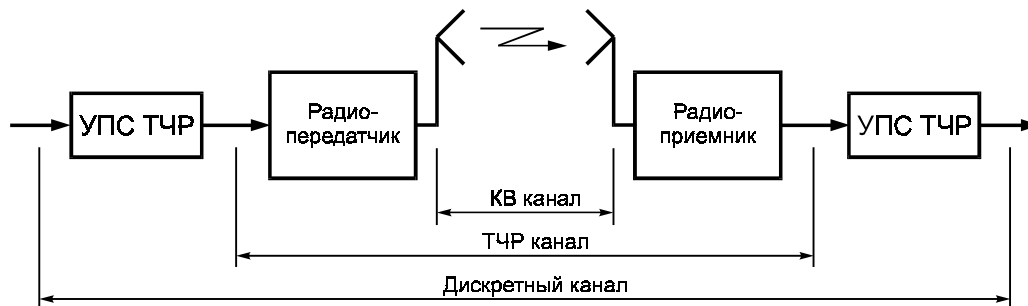 УПС ТЧР
Радио-
передатчик
Радио-
приемник
УПС ТЧР
КВ канал
ТЧР канал
Дискретный канал